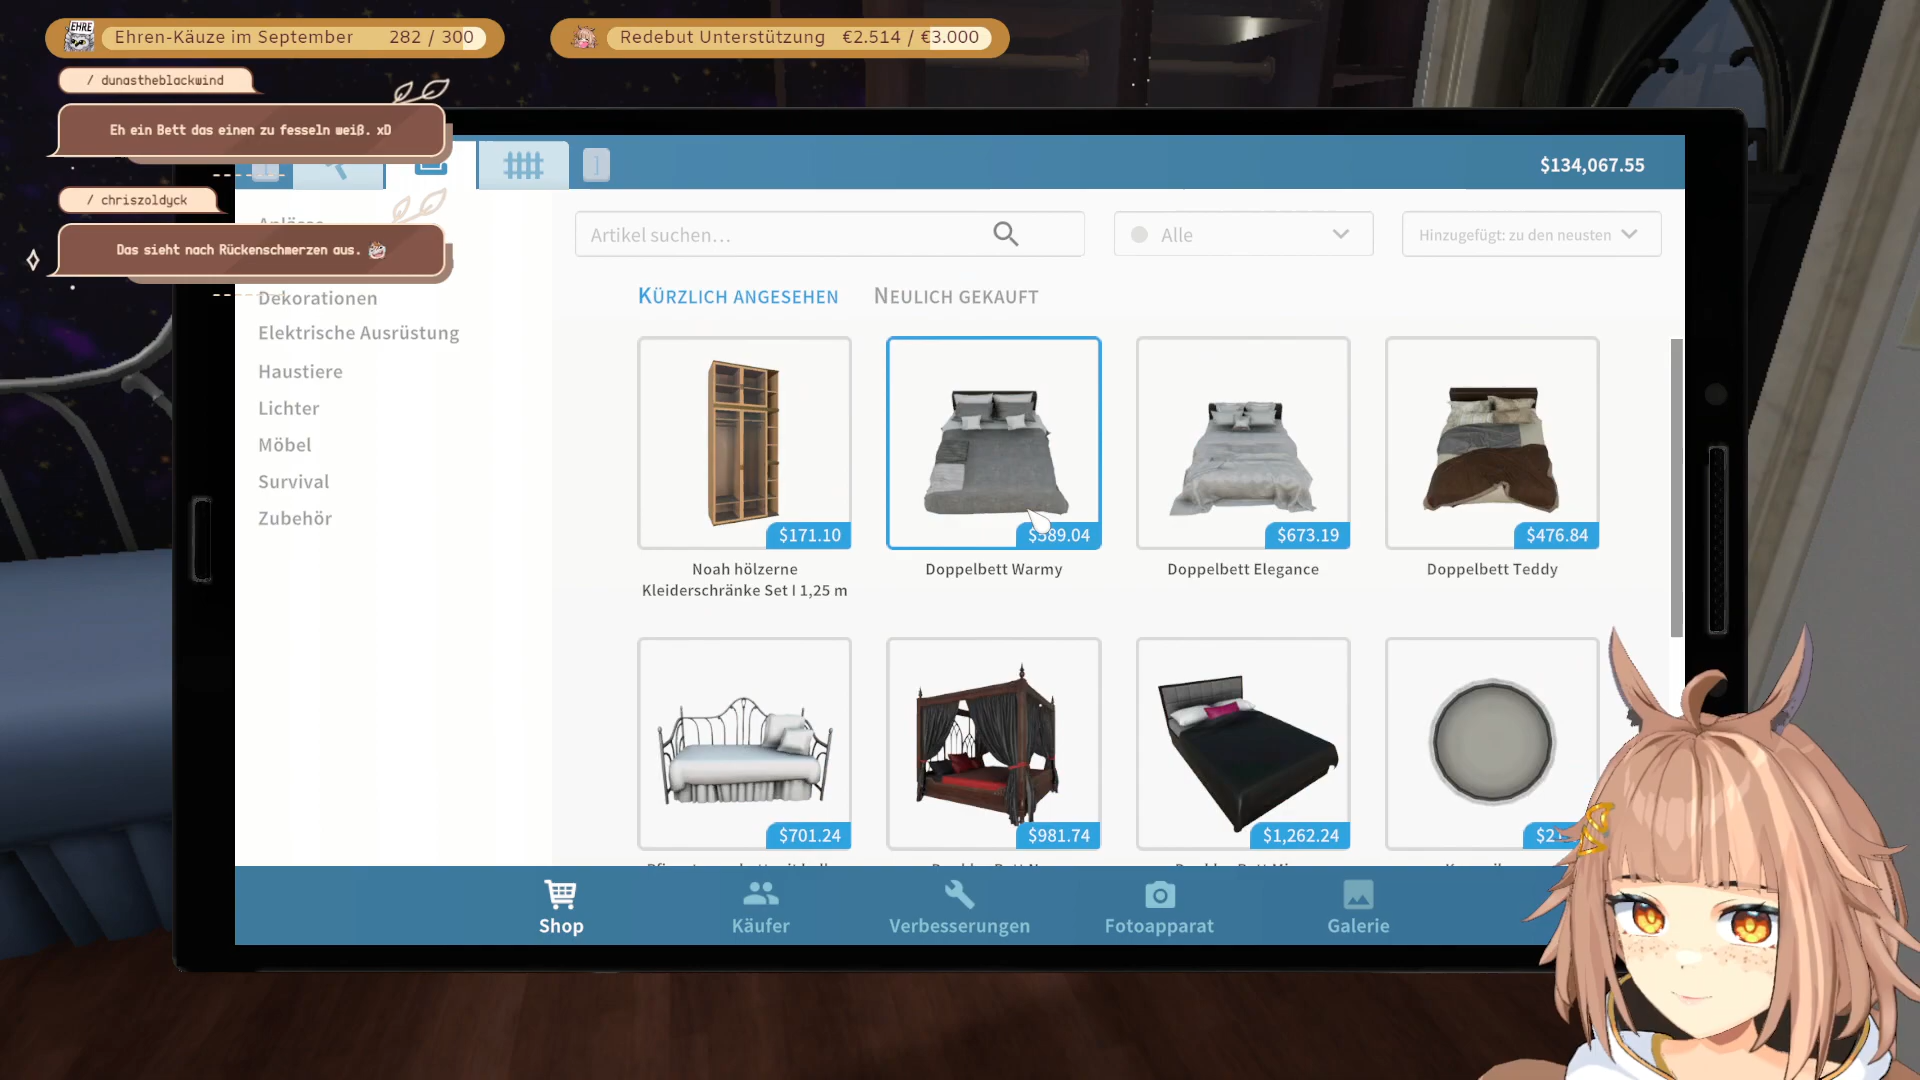 EHRE
Ehren-Käuze im September 282 / 300
Redebut Unterstützung €2.514 / €3.000
/ dunastheblackwind
Eh ein Bett das einen zu fesseln weiß. xD
/ chriszoldyck
Das sieht nach Rückenschmerzen aus.
]
$134,067.55
Artikel suchen...
Alle
Hinzugefügt: zu den neusten
Dekorationen
Elektrische Ausrüstung
Haustiere
Lichter
Möbel
Survival
Zubehör
KÜRZLICH ANGESEHEN
NEULICH GEKAUFT
$171.10
$589.04
$673.19
$476.84
Noah hölzerne
Kleiderschränke Set I 1,25 m
Doppelbett Warmy
Doppelbett Elegance
Doppelbett Teddy
$701.24
$981.74
$1,262.24
Shop
Käufer
Verbesserungen
Fotoapparat
Galerie